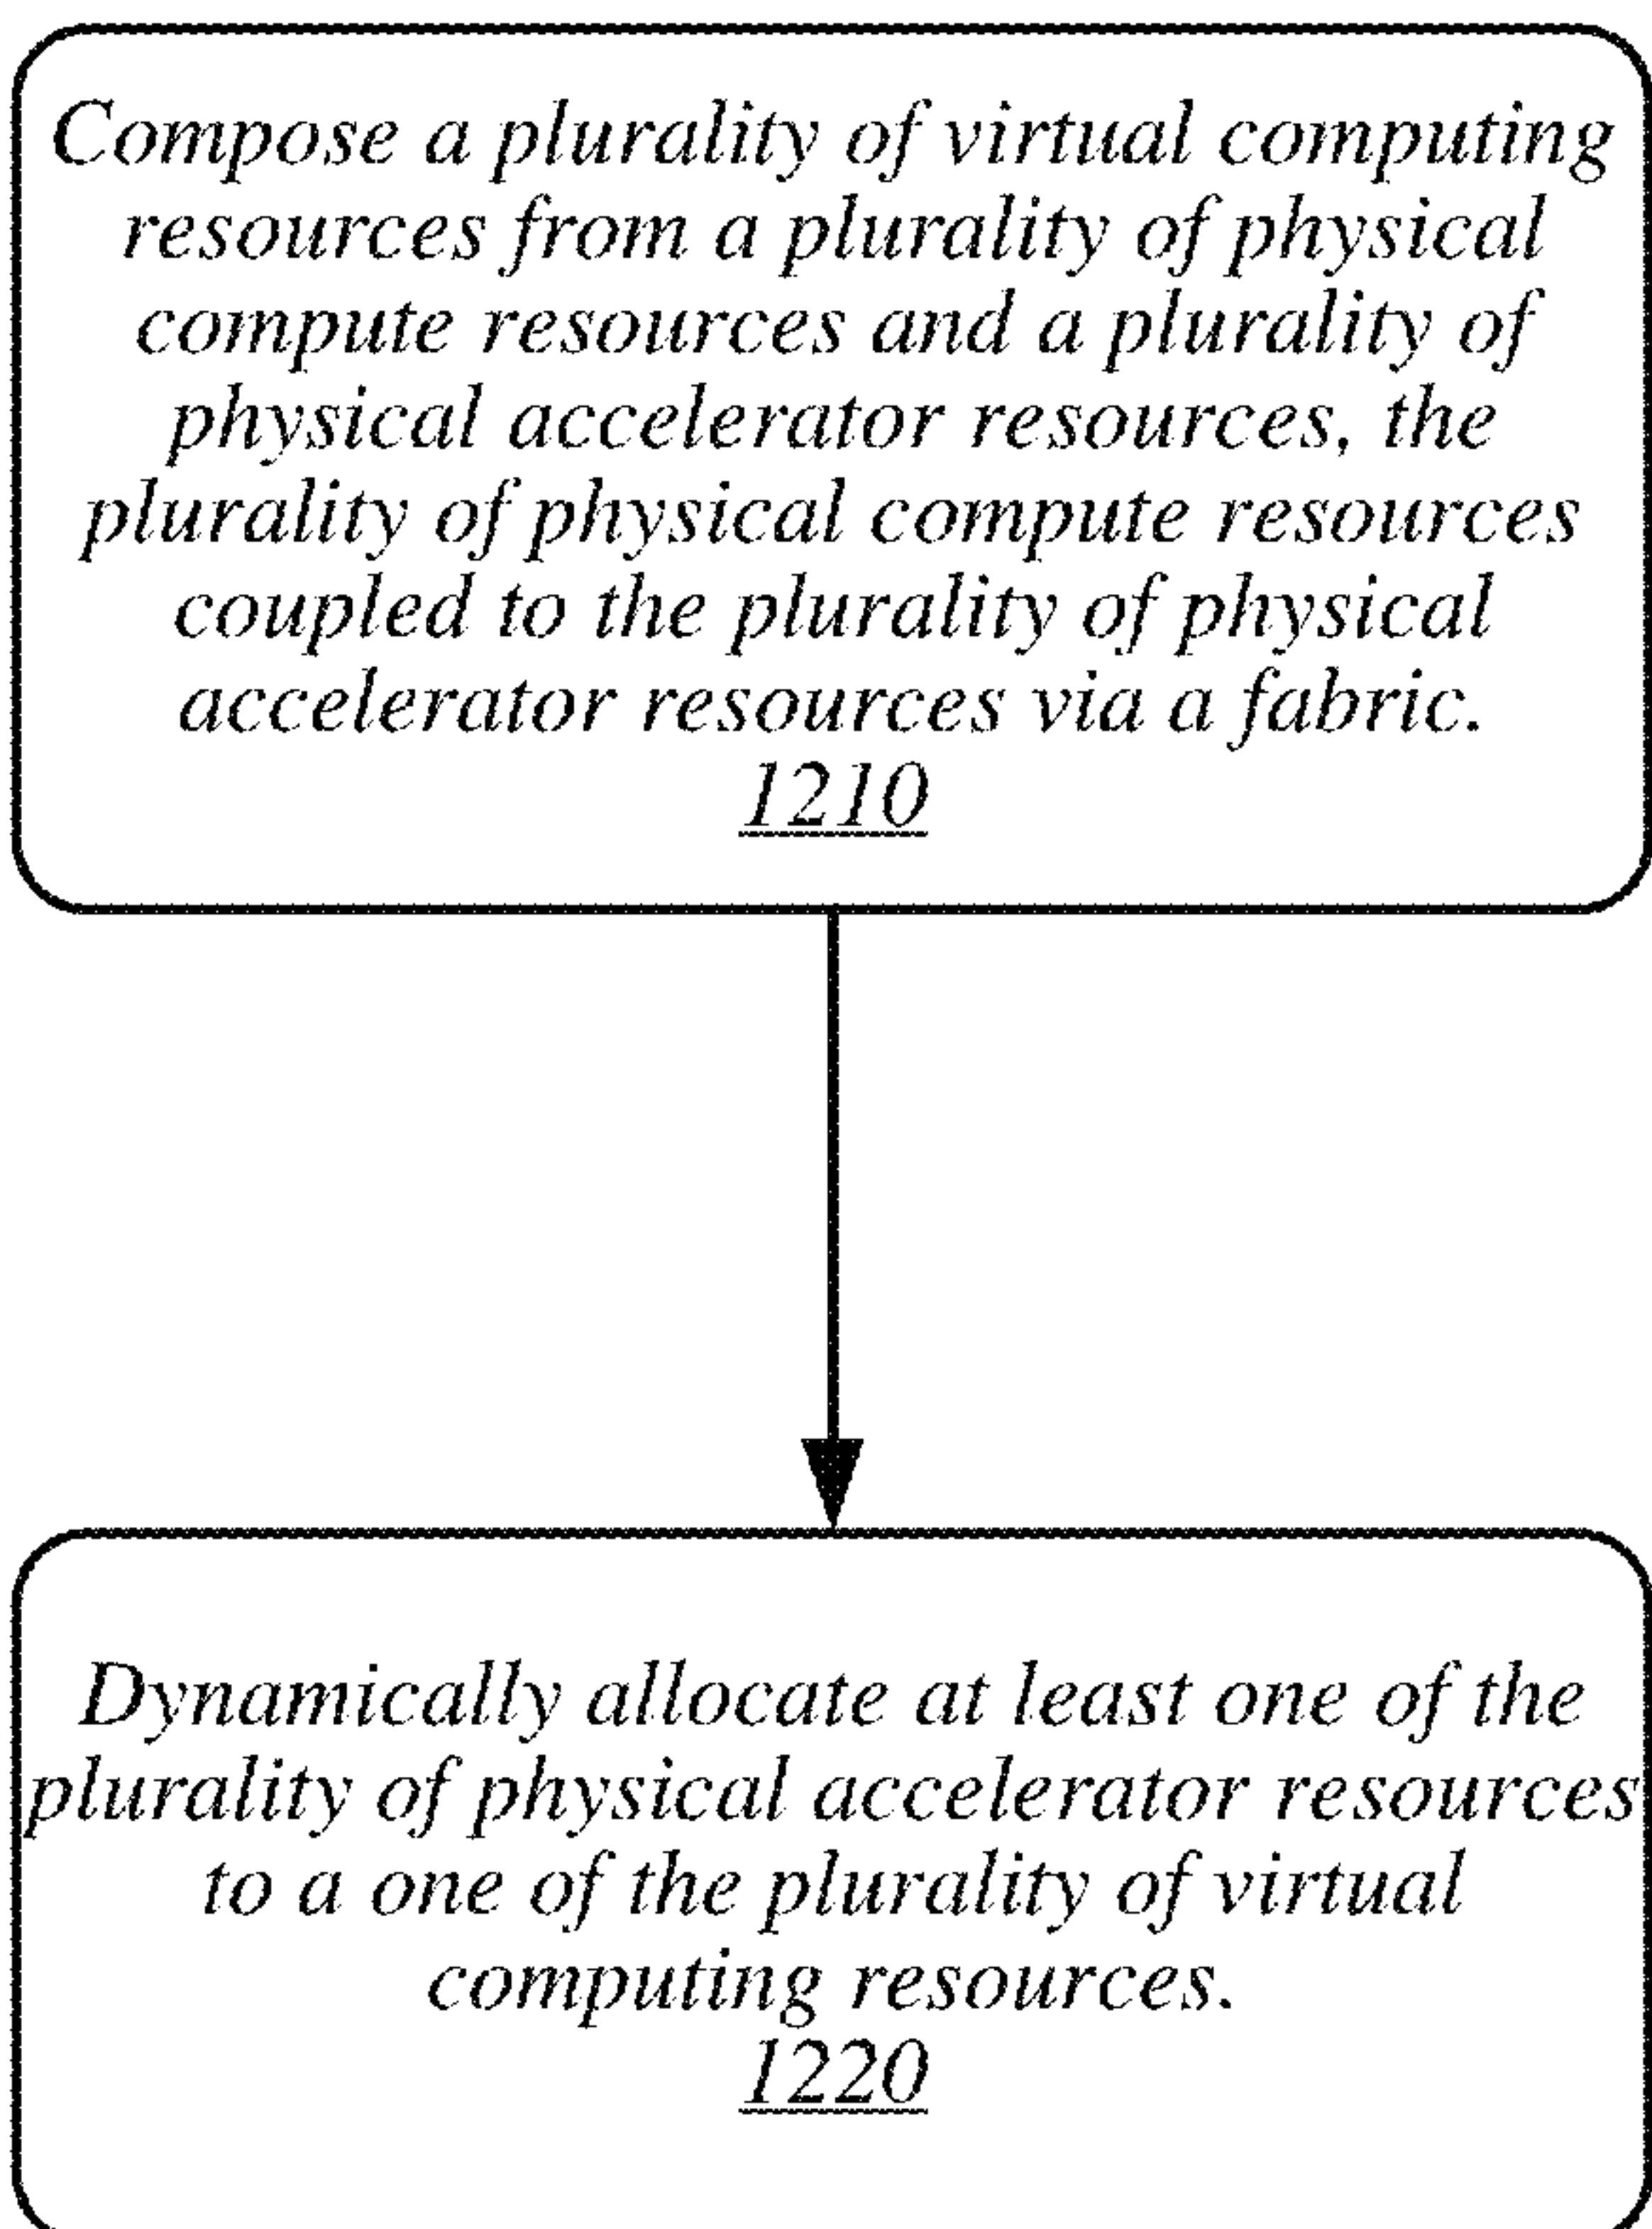 Compose a plurality of virtual computing
resources from a plurality of physical
compute resources and a plurality of
physical accelerator resources, the
plurality of physical compute resources
coupled to the plurality of physical
accelerator resources via a fabric.
1210
Dynamically allocate at least one of the
plurality of physical accelerator resources
to a one of the plurality of virtual
computing resources.
1220